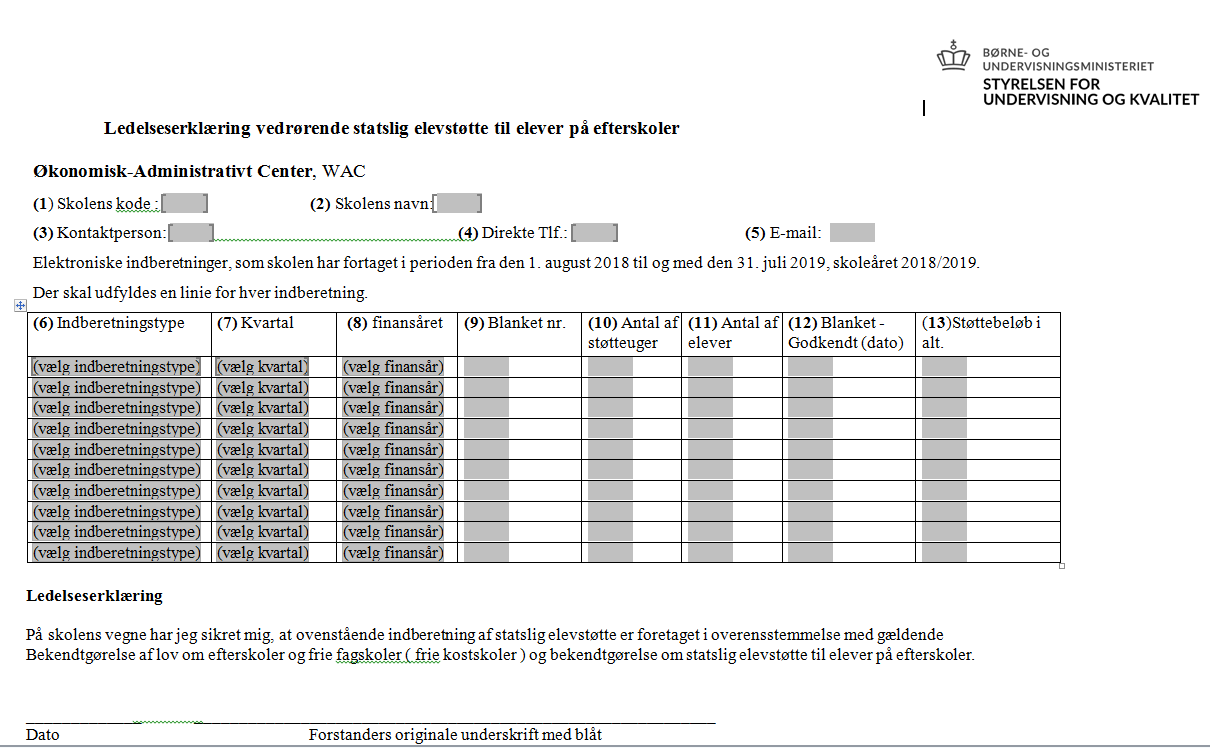 BØRNE- OG
UNDERVISNINGSMINISTERIET
STYRELSEN FOR
UNDERVISNING OG KVALITET
Ledelseserklæring vedrørende statslig elevstøtte til elever på efterskoler
Økonomisk-Administrativt Center, WAC
(1) Skolens kode : (2) Skolens navn:
(3) Kontaktperson: (4) Direkte Tlf.: (5) E-mail:
Elektroniske indberetninger, som skolen har fortaget i perioden fra den 1. august 2018 til og med den 31. juli 2019, skoleåret 2018/2019.
Der skal udfyldes en linie for hver indberetning.
(6) Indberetningstype (7) Kvartal (8) finansåret (9) Blanket nr. (10) Antal af støtteuger (11) Antal af elever (12) Blanket - Godkendt (dato) (13)Støttebeløb i alt.
(vælg indberetningstype) (vælg kvartal) (vælg finansår)
(vælg indberetningstype) (vælg kvartal) (vælg finansår)
(vælg indberetningstype) (vælg kvartal) (vælg finansår)
(vælg indberetningstype) (vælg kvartal) (vælg finansår)
(vælg indberetningstype) (vælg kvartal) (vælg finansår)
(vælg indberetningstype) (vælg kvartal) (vælg finansår)
(vælg indberetningstype) (vælg kvartal) (vælg finansår)
(vælg indberetningstype) (vælg kvartal) (vælg finansår)
(vælg indberetningstype) (vælg kvartal) (vælg finansår)
(vælg indberetningstype) (vælg kvartal) (vælg finansår)
Ledelseserklæring
På skolens vegne har jeg sikret mig, at ovenstående indberetning af statslig elevstøtte er foretaget i overensstemmelse med gældende
Bekendtgørelse af lov om efterskoler og frie fagskoler ( frie kostskoler ) og bekendtgørelse om statslig elevstøtte til elever på efterskoler.
Dato Forstanders originale underskrift med blåt